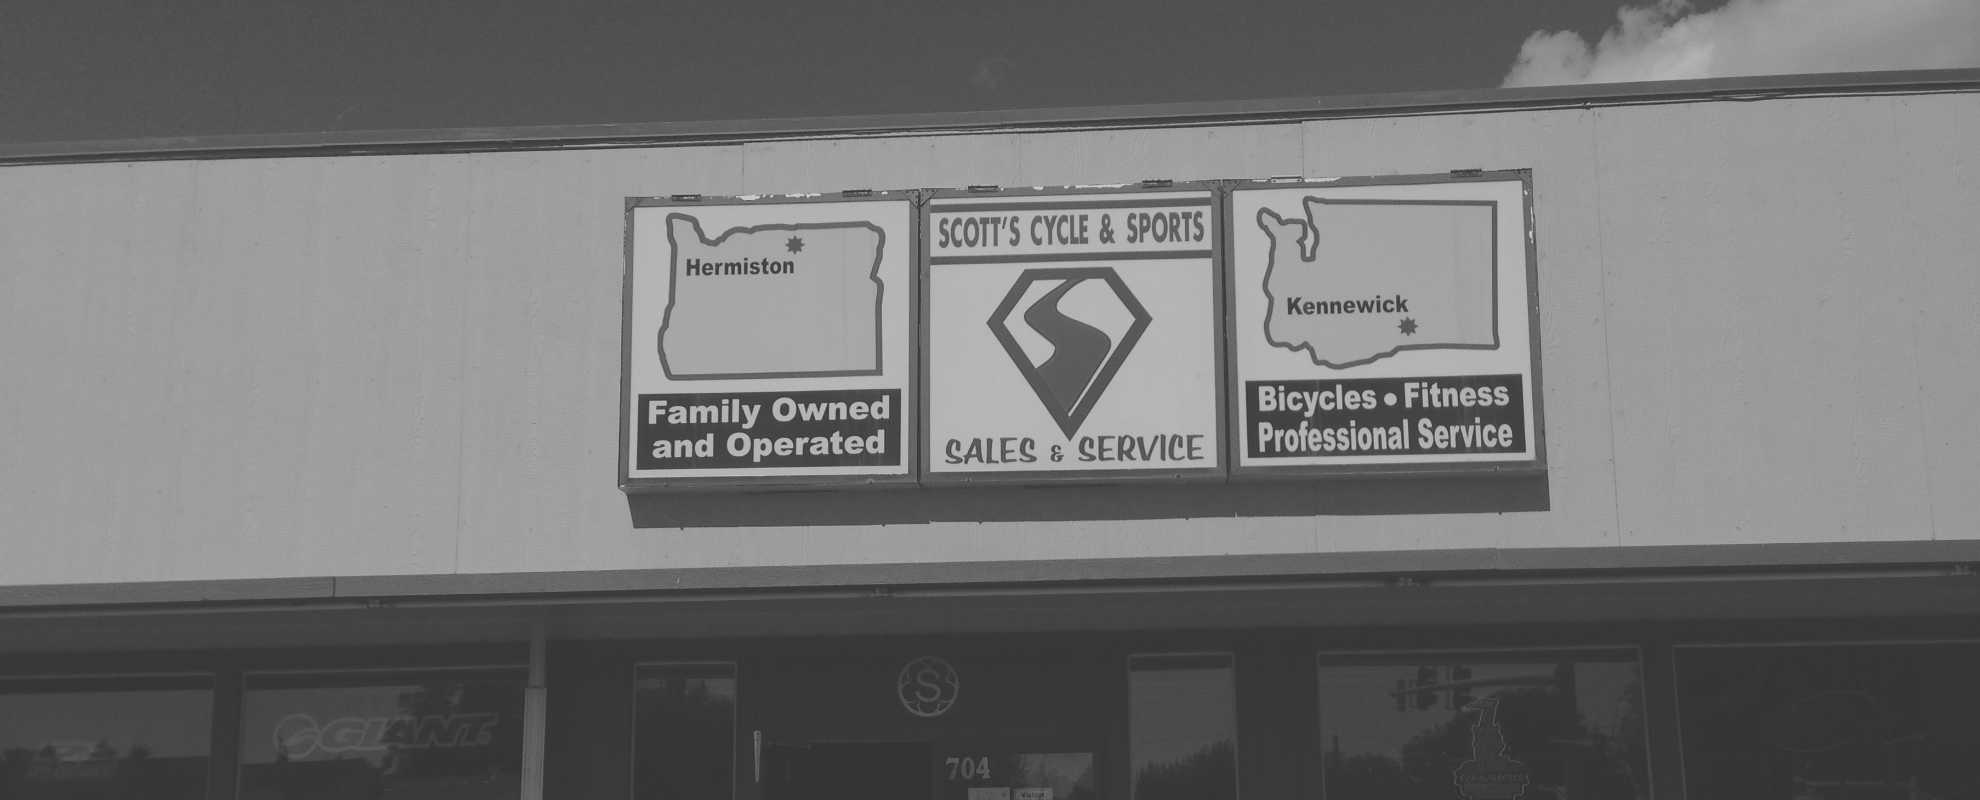 Hermiston
Family Owned
and Operated
SCOTT'S CYCLE & SPORTS
SALES & SERVICE
Kennewick
Bicycles • Fitness
Professional Service
S
GIANT
704